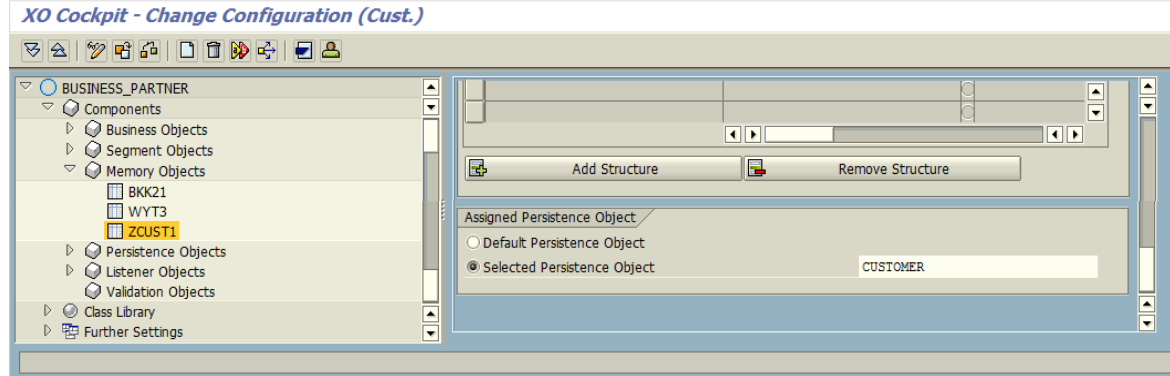 XO Cockpit - Change Configuration (Cust.)
BUSINESS_PARTNER
Components
Business Objects
Segment Objects
Memory Objects
BKK21
WYT3
ZCUST1
Persistence Objects
Listener Objects
Validation Objects
Class Library
Further Settings
Add Structure Remove Structure
Assigned Persistence Object
Default Persistence Object
Selected Persistence Object CUSTOMER